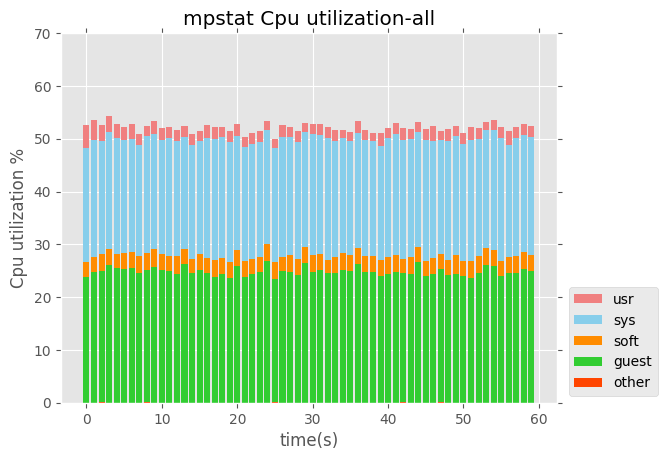 mpstat Cpu utilization-all
Cpu utilization %
70
60
50
40
30
20
10
0
0 10 20 30 40 50 60
time(s)
usr
sys
soft
guest
other